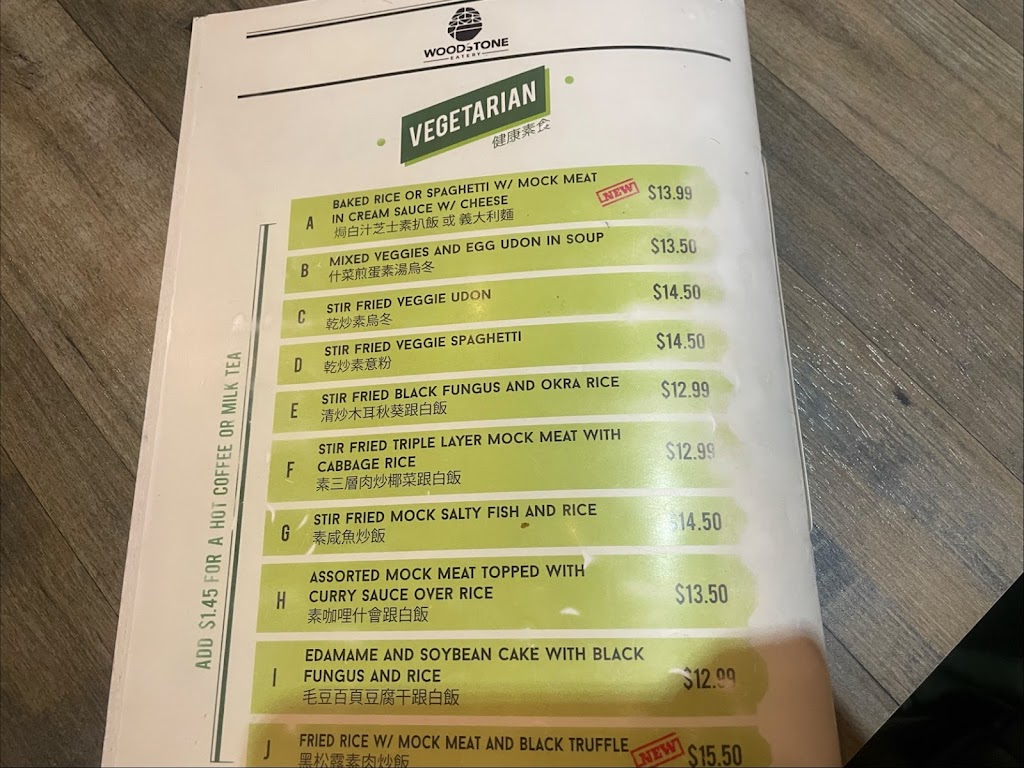 WOODSTONE
EATERY
VEGETARIAN
健康素食
A
BAKED RICE OR SPAGHETTI W/ MOCK MEAT
IN CREAM SAUCE W/ CHEESE
焗白汁芝士素扒飯 或 義大利麵
NEW
$13.99
B
MIXED VEGGIES AND EGG UDON IN SOUP
什菜煎蛋素湯烏冬
$13.50
C
STIR FRIED VEGGIE UDON
乾炒素烏冬
$14.50
D
STIR FRIED VEGGIE SPAGHETTI
乾炒素意粉
$14.50
E
STIR FRIED BLACK FUNGUS AND OKRA RICE
清炒木耳秋葵跟白飯
$12.99
F
STIR FRIED TRIPLE LAYER MOCK MEAT WITH
CABBAGE RICE
素三層肉炒椰菜跟白飯
$12.99
G
STIR FRIED MOCK SALTY FISH AND RICE
素咸魚炒飯
$14.50
H
ASSORTED MOCK MEAT TOPPED WITH
CURRY SAUCE OVER RICE
素咖哩什會跟白飯
$13.50
I
EDAMAME AND SOYBEAN CAKE WITH BLACK
FUNGUS AND RICE
毛豆百頁豆腐干跟白飯
$12.99
J
FRIED RICE W/ MOCK MEAT AND BLACK TRUFFLE
黑松露素肉炒飯
NEW
$15.50
ADD $1.45 FOR A HOT COFFEE OR MILK TEA